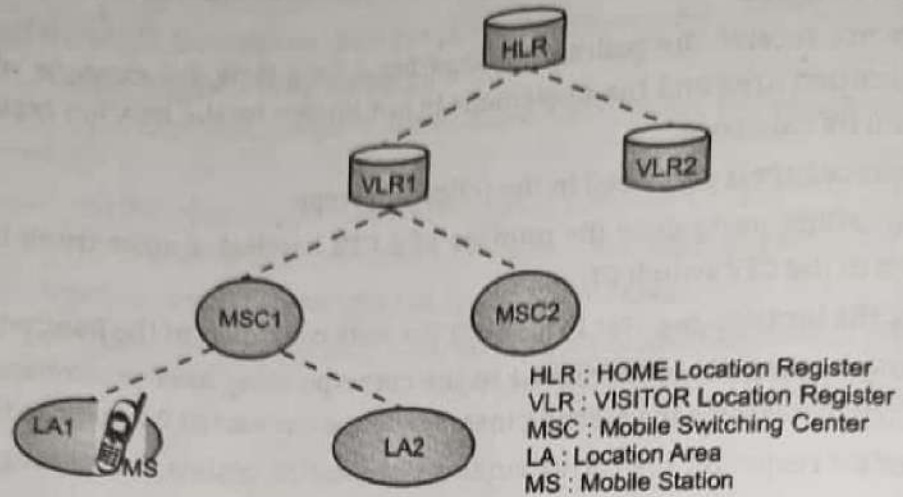 HLR
VLR1
VLR2
MSC1
MSC2
HLR : HOME Location Register
VLR : VISITOR Location Register
MSC : Mobile Switching Center
LA : Location Area
MS : Mobile Station
LA1
MS
LA2